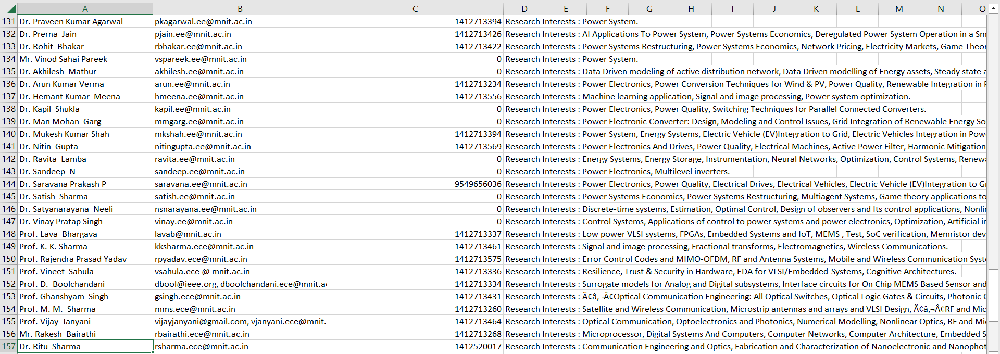 A B C D E F G H I J K L M N O
131 Dr. Praveen Kumar Agarwal pkagarwal.ee@mnit.ac.in 1412713394 Research Interests : Power System.
132 Dr. Prerna  Jain pjain.ee@mnit.ac.in 1412713426 Research Interests : AI Applications To Power System, Power Systems Economics, Deregulated Power System Operation in a Sm
133 Dr. Rohit  Bhakar rbhakar.ee@mnit.ac.in 1412713422 Research Interests : Power Systems Restructuring, Power Systems Economics, Network Pricing, Electricity Markets, Game Theor
134 Mr. Vinod Sahai Pareek vspareek.ee@mnit.ac.in 0 Research Interests : Power System.
135 Dr. Akhilesh  Mathur akhilesh.ee@mnit.ac.in 0 Research Interests : Data Driven modeling of active distribution network, Data Driven modelling of Energy assets, Steady state a
136 Dr. Arun Kumar Verma arun.ee@mnit.ac.in 1412713234 Research Interests : Power Electronics, Power Conversion Techniques for Wind & PV, Power Quality, Renewable Integration in
137 Dr. Hemant Kumar  Meena hmeena.ee@mnit.ac.in 1412713556 Research Interests : Machine learning application, Signal and image processing, Power system optimization.
138 Dr. Kapil  Shukla kapil.ee@mnit.ac.in 0 Research Interests : Power Electronics, Power Quality, Switching Techniques for Parallel Connected Converters.
139 Dr. Man Mohan  Garg mmgarg.ee@mnit.ac.in 0 Research Interests : Power Electronic Converter: Design, Modeling and Control Issues, Grid Integration of Renewable Energy So
140 Dr. Mukesh Kumar Shah mkshah.ee@mnit.ac.in 1412713394 Research Interests : Power System, Energy Systems, Electric Vehicle (EV)Integration to Grid, Electric Vehicles Integration in Pow
141 Dr. Nitin  Gupta nitingupta.ee@mnit.ac.in 1412713569 Research Interests : Power Electronics And Drives, Power Quality, Electrical Machines, Active Power Filter, Harmonic Mitigation
142 Dr. Ravita  Lamba ravita.ee@mnit.ac.in 0 Research Interests : Energy Systems, Energy Storage, Instrumentation, Neural Networks, Optimization, Control Systems, Renewa
143 Dr. Sandeep  N sandeep.ee@mnit.ac.in 0 Research Interests : Power Electronics, Multilevel inverters.
144 Dr. Saravana Prakash P saravana.ee@mnit.ac.in 9549656036 Research Interests : Power Electronics, Power Quality, Electrical Drives, Electrical Vehicles, Electric Vehicle (EV)Integration to Gr
145 Dr. Satish  Sharma satish.ee@mnit.ac.in 0 Research Interests : Power Systems Economics, Power Systems Restructuring, Multiagent Systems, Game theory applications to
146 Dr. Satyanarayana  Neeli nsnarayana.ee@mnit.ac.in 0 Research Interests : Discrete-time systems, Estimation, Optimal Control, Design of observers and Its control applications, Nonlin
147 Dr. Vinay Pratap Singh vinay.ee@mnit.ac.in 0 Research Interests : Control Systems, Applications of control to power systems and power electronics, Optimization, Artificial in
148 Prof. Lava  Bhargava lavab@mnit.ac.in 1412713337 Research Interests : Low power VLSI systems, FPGAs, Embedded Systems and IoT, MEMS , Test, SoC verification, Memristor dev
149 Prof. K. K. Sharma kksharma.ece@mnit.ac.in 1412713461 Research Interests : Signal and image processing, Fractional transforms, Electromagnetics, Wireless Communications.
150 Prof. Rajendra Prasad Yadav rpyadav.ece@mnit.ac.in 1412713575 Research Interests : Error Control Codes and MIMO-OFDM, RF and Antenna Systems, Mobile and Wireless Communication Syste
151 Prof. Vineet  Sahula vsahula.ece @ mnit.ac.in 1412713336 Research Interests : Resilience, Trust & Security in Hardware, EDA for VLSI/Embedded-Systems, Cognitive Architectures.
152 Prof. D.  Boolchandani dbool@ieee.org, dboolchandani.ece@mnit.a 1412713334 Research Interests : Surrogate models for Analog and Digital subsystems, Interface circuits for On Chip MEMS Based Sensor and
153 Prof. Ghanshyam  Singh gsingh.ece@mnit.ac.in 1412713431 Research Interests : Ã¢â‚¬Â¢Optical Communication Engineering: All Optical Switches, Optical Logic Gates & Circuits, Photonic C
154 Prof. M. M.  Sharma mms.ece@mnit.ac.in 1412713260 Research Interests : Satellite and Wireless Communication, Microstrip antennas and arrays and VLSI Design, Ã¢â‚¬Â¢RF and Mic
155 Prof. Vijay  Janyani vijayjanyani@gmail.com, vjanyani.ece@mnit. 1412713464 Research Interests : Optical Communication, Optoelectronics and Photonics, Numerical Modelling, Nonlinear Optics, RF and Mi
156 Mr. Rakesh  Bairathi rbairathi.ece@mnit.ac.in 1412713268 Research Interests : Microprocessor, Digital Systems And Computers, Computer Networks, Computer Architecture, Embedded S
157 Dr. Ritu  Sharma rsharma.ece@mnit.ac.in 1412520017 Research Interests : Communication Engineering and Optics, Fabrication and Characterization of Nanoelectronic and Nanophot